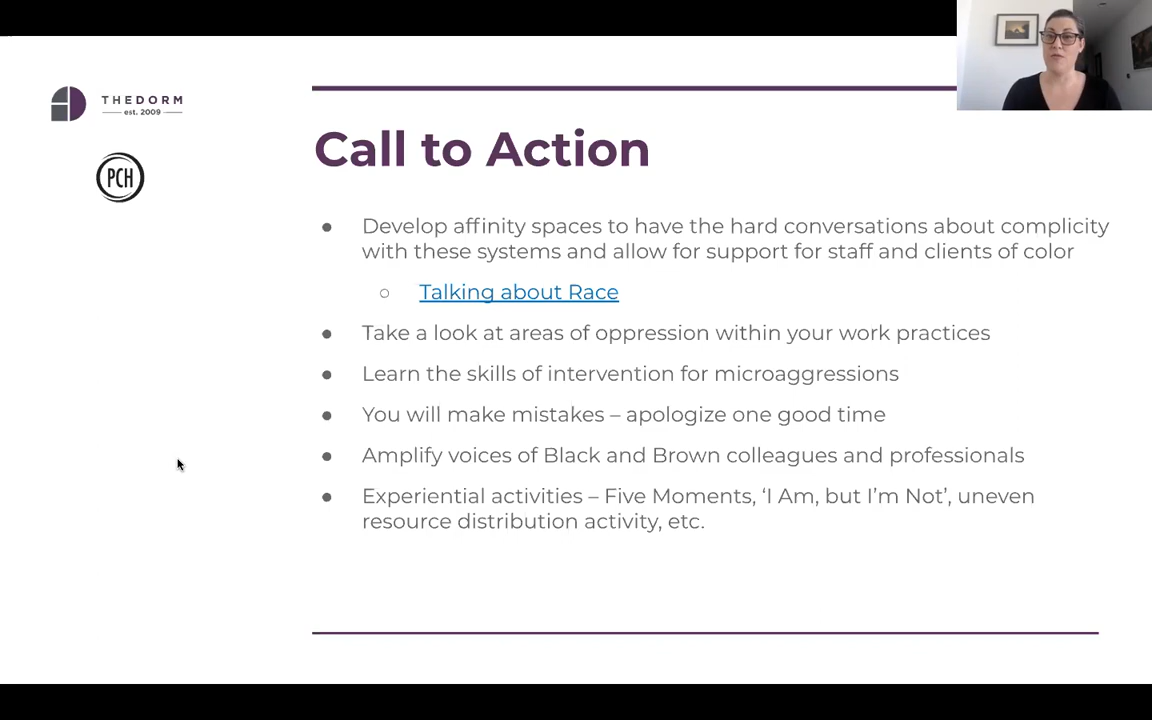 THEDORM
est. 2009
PCH
Call to Action
● Develop affinity spaces to have the hard conversations about complicity
with these systems and allow for support for staff and clients of color
○ Talking about Race
● Take a look at areas of oppression within your work practices
● Learn the skills of intervention for microaggressions
● You will make mistakes – apologize one good time
● Amplify voices of Black and Brown colleagues and professionals
● Experiential activities – Five Moments, ‘I Am, but I’m Not’, uneven
resource distribution activity, etc.